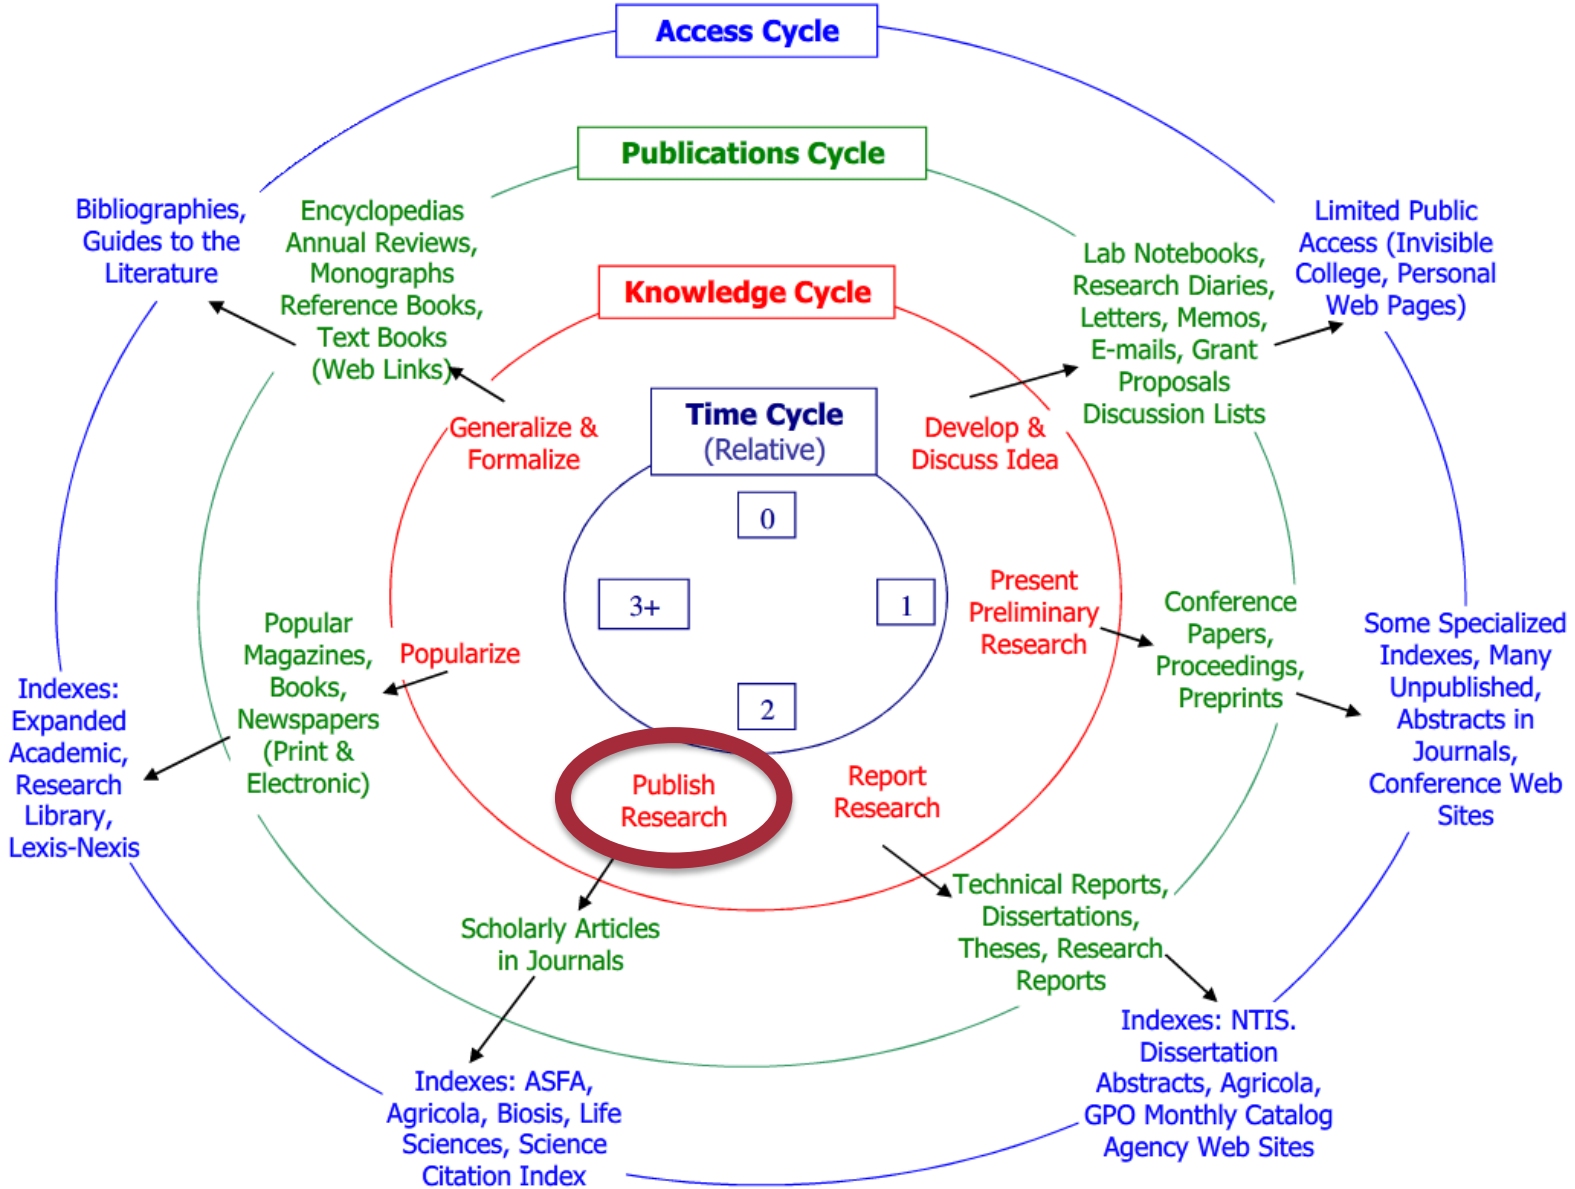 Access Cycle
Publications Cycle
Knowledge Cycle
Time Cycle
(Relative)
0
1
2
3+
Develop &
Discuss Idea
Present
Preliminary
Research
Report
Research
Publish
Research
Popularize
Generalize &
Formalize
Lab Notebooks,
Research Diaries,
Letters, Memos,
E-mails, Grant
Proposals
Discussion Lists
Conference
Papers,
Proceedings,
Preprints
Technical Reports,
Dissertations,
Theses, Research
Reports
Scholarly Articles
in Journals
Popular
Magazines,
Books,
Newspapers
(Print &
Electronic)
Encyclopedias
Annual Reviews,
Monographs
Reference Books,
Text Books
(Web Links)
Limited Public
Access (Invisible
College, Personal
Web Pages)
Some Specialized
Indexes, Many
Unpublished,
Abstracts in
Journals,
Conference Web
Sites
Indexes: NTIS.
Dissertation
Abstracts, Agricola,
GPO Monthly Catalog
Agency Web Sites
Indexes: ASFA,
Agricola, Biosis, Life
Sciences, Science
Citation Index
Indexes:
Expanded
Academic,
Research
Library,
Lexis-Nexis
Bibliographies,
Guides to the
Literature